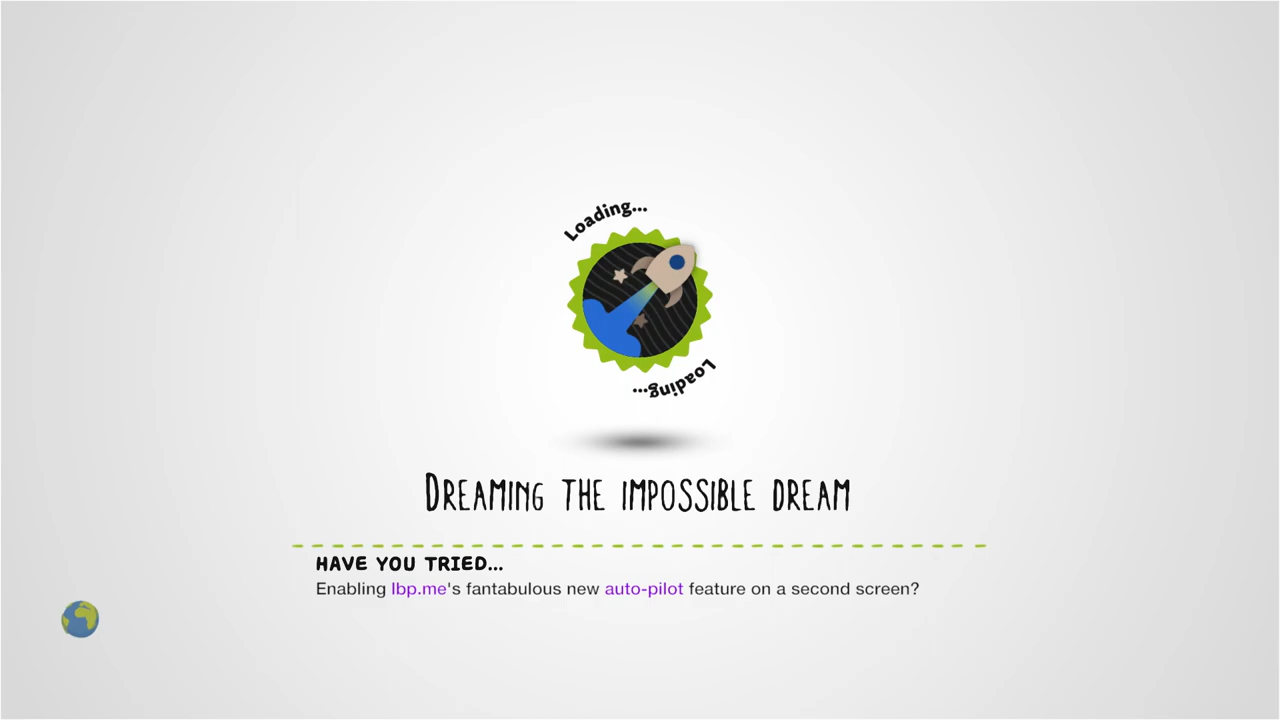 Loading...
Loading...
Dreaming the impossible dream
HAVE YOU TRIED...
Enabling lbp.me's fantabulous new auto-pilot feature on a second screen?